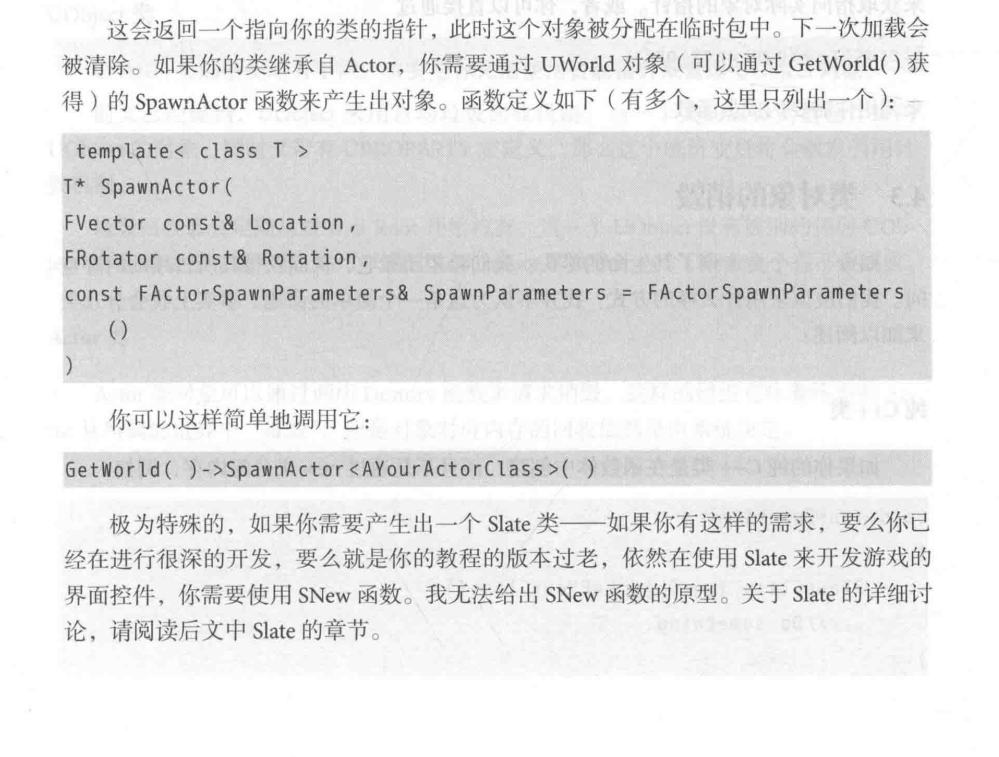 这会返回一个指向你的类的指针，此时这个对象被分配在临时包中。下一次加载会
被清除。如果你的类继承自 Actor，你需要通过 UWorld 对象（可以通过 GetWorld() 获
得）的 SpawnActor 函数来产生出对象。函数定义如下（有多个，这里只列出一个）：
template< class T >
T* SpawnActor(
FVector const& Location,
FRotator const& Rotation,
const FActorSpawnParameters& SpawnParameters = FActorSpawnParameters
()
)
你可以这样简单地调用它：
GetWorld( )->SpawnActor<AYourActorClass>(
极为特殊的，如果你需要产生出一个 Slate 类——如果你有这样的需求，要么你已
经在进行很深的开发，要么就是你的教程的版本过老，依然在使用 Slate 来开发游戏的
界面控件，你需要使用 SNew 函数。我无法给出 SNew 函数的原型。关于 Slate 的详细讨
论，请阅读后文中 Slate 的章节。